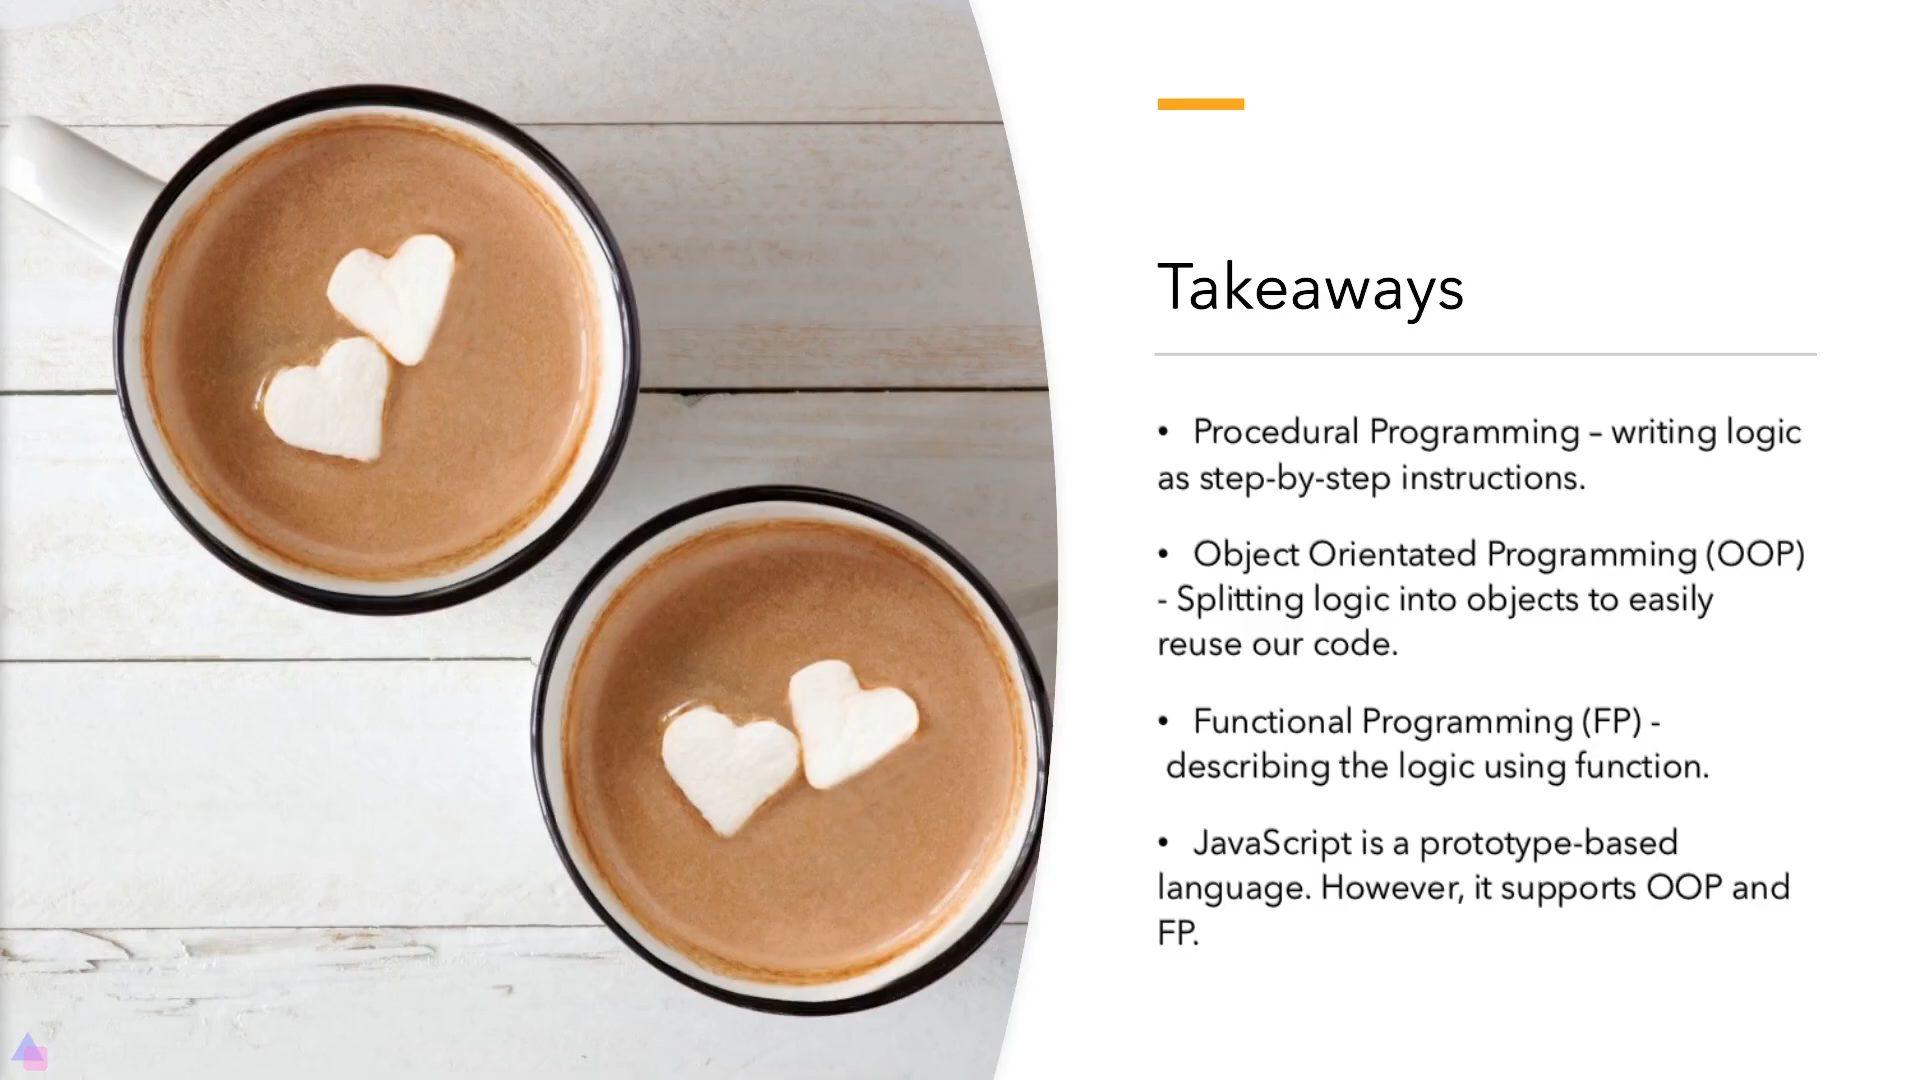 Takeaways
• Procedural Programming – writing logic
as step-by-step instructions.
• Object Orientated Programming (OOP)
- Splitting logic into objects to easily
reuse our code.
• Functional Programming (FP) -
describing the logic using function.
• JavaScript is a prototype-based
language. However, it supports OOP and
FP.